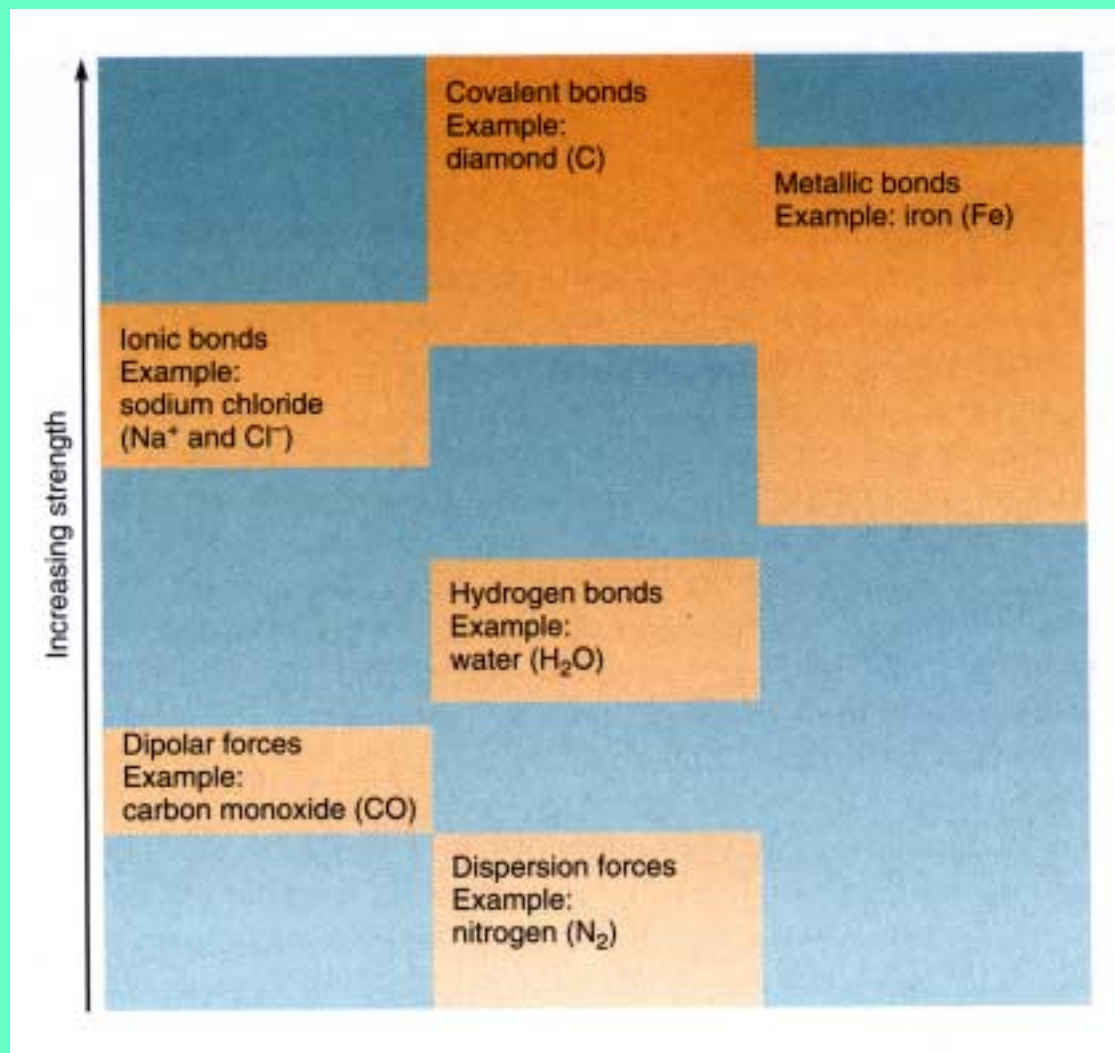 Covalent bonds
Example:
diamond (C)
Metallic bonds
Example: iron (Fe)
Ionic bonds
Example:
sodium chloride
(Na⁺ and Cl⁻)
Increasing strength
Hydrogen bonds
Example:
water (H₂O)
Dipolar forces
Example:
carbon monoxide (CO)
Dispersion forces
Example:
nitrogen (N₂)